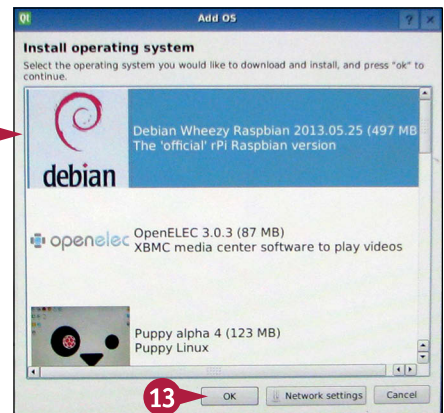 Qt Add OS ? ×
Install operating system
Select the operating system you would like to download and install, and press "ok" to
continue.
debian
Debian Wheezy Raspbian 2013.05.25 (497 MB
The 'official' rPi Raspbian version
openelec
OpenELEC 3.0.3 (87 MB)
XBMC media center software to play videos
Puppy alpha 4 (123 MB)
Puppy Linux
13
OK Network settings Cancel